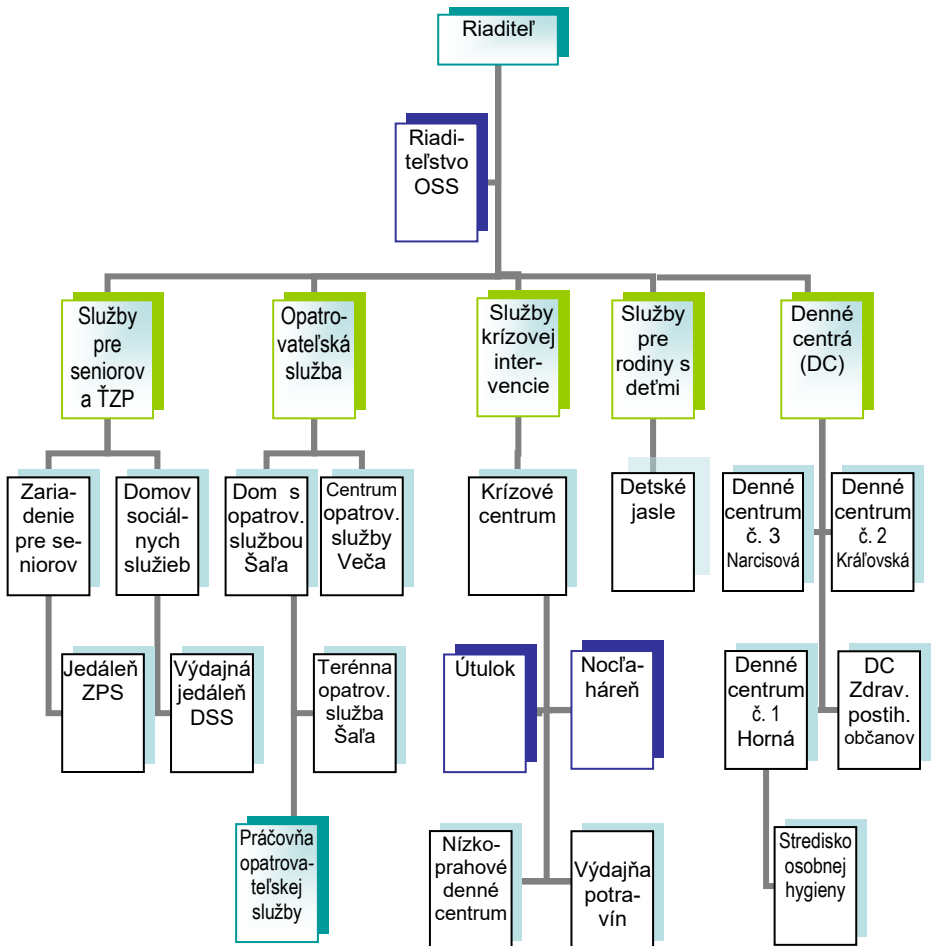 Riaditeľ
Riadi-
teľstvo
OSS
Služby
pre
seniorov
a ŤZP
Opatro-
vateľská
služba
Služby
krízovej
inter-
vencie
Služby
pre
rodiny s
deťmi
Denné
centrá
(DC)
Zaria-
denie
pre se-
niorov
Domov
sociál-
nych
služieb
Dom s
opatrov.
službou
Šaľa
Centrum
opatrov.
služby
Veča
Krízové
centrum
Detské
jasle
Denné
centrum
č. 3
Narcisová
Denné
centrum
č. 2
Kráľovská
Jedáleň
ZPS
Výdajná
jedáleň
DSS
Terénna
opatrov.
služba
Šaľa
Útulok
Nocľa-
háreň
Denné
centrum
č. 1
Horná
DC
Zdrav.
postih.
občanov
Práčovňa
opatrova-
teľskej
služby
Nízko-
prahové
denné
centrum
Výdajňa
potra-
vín
Stredisko
osobnej
hygieny